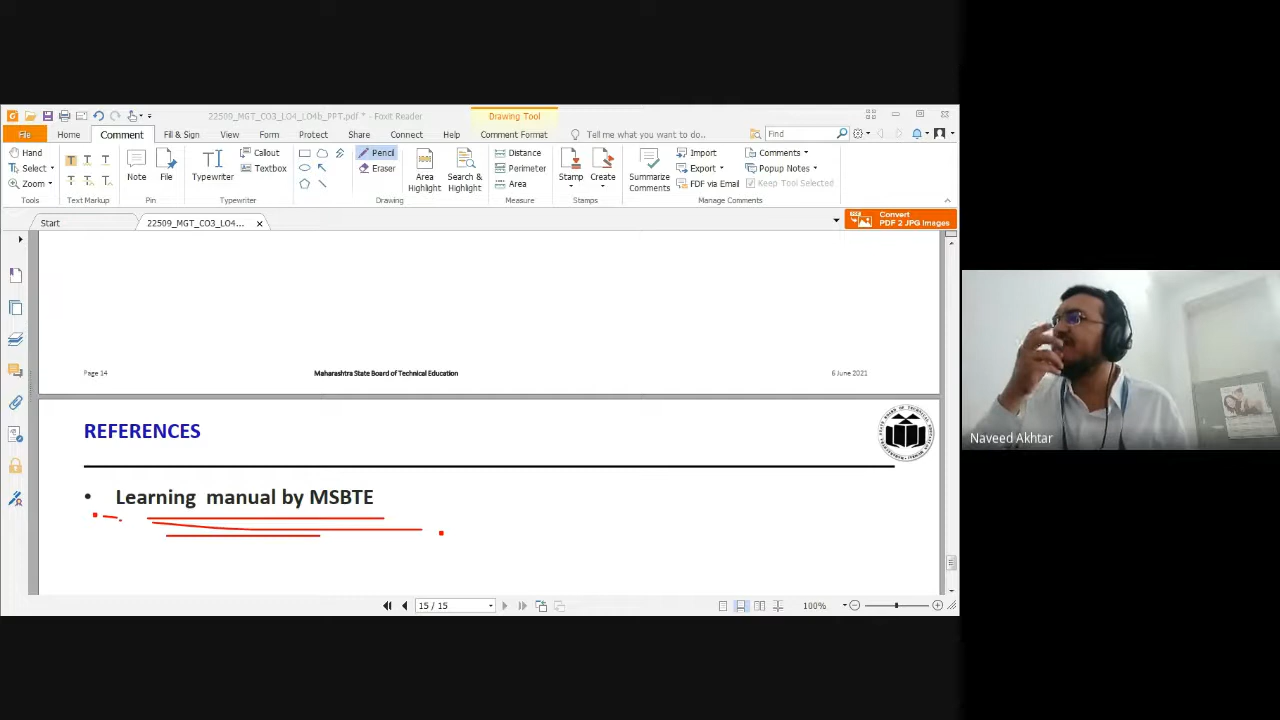 22509_MGT_CO3_LO4_LO4b_PPT.pdf * - Foxit Reader
Drawing Tool
File Home Comment Fill & Sign View Form Protect Share Connect Help Comment Format Tell me what you want to do.. Find
Hand
Select
Zoom
Tools
Text Markup
Note
File
Pin
Typewriter
Callout
Textbox
Typewriter
Pencil
Eraser
Area Highlight
Search & Highlight
Drawing
Distance
Perimeter
Area
Measure
Stamp
Create
Stamps
Summarize Comments
Import
Export
FDF via Email
Comments
Popup Notes
Keep Tool Selected
Manage Comments
Start
22509_MGT_CO3_LO4...
Convert
PDF 2 JPG Images
Page 14 Maharashtra State Board of Technical Education 6 June 2021
REFERENCES
• Learning manual by MSBTE
15 / 15
100%
Naveed Akhtar